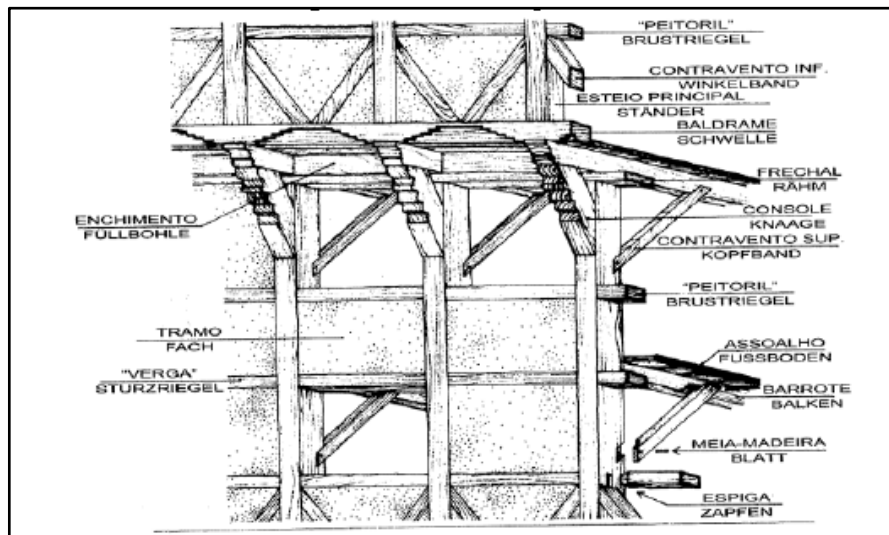 "PEITORIL"
BRUSTRIEGEL
CONTRAVENTO INF.
WINKELBAND
ESTEIO PRINCIPAL
STÄNDER
BALDRAME
SCHWELLE
FRECHAL
RÄHM
ENCHIMENTO
FÜLLBOHLE
CONSOLE
KNAAGE
CONTRAVENTO SUP.
KOPFBAND
"PEITORIL"
BRUSTRIEGEL
TRAMO
FACH
ASSOALHO
FUSSBODEN
"VERGA"
STURZRIEGEL
BARROTE
BALKEN
MEIA-MADEIRA
BLATT
ESPIGA
ZAPFEN